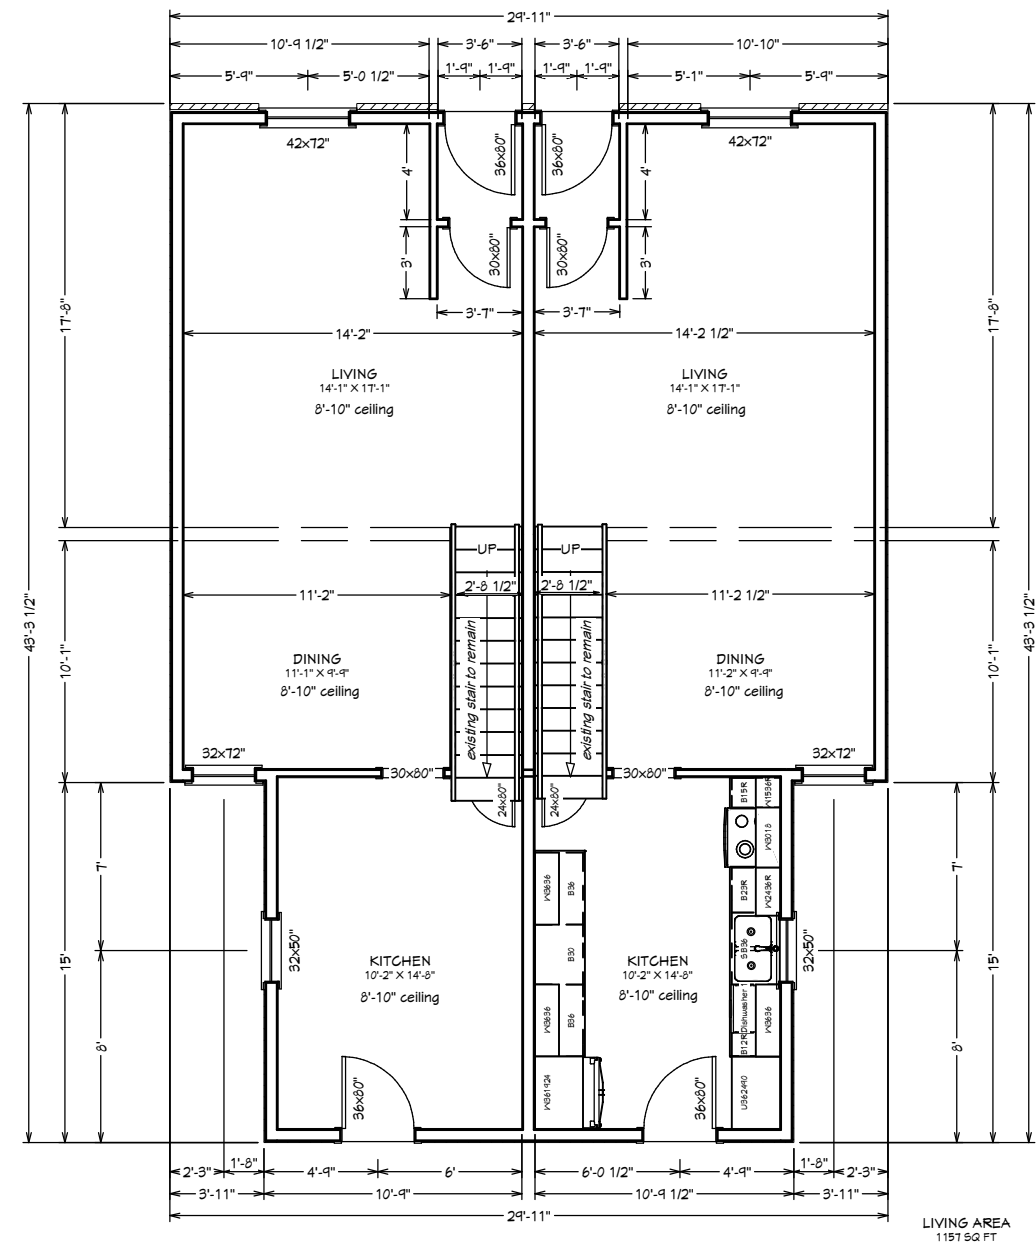 29'-11"
10'-9 1/2" 3'-6" 3'-6" 10'-10"
5'-9" 5'-0 1/2" 1'-9" 1'-9" 1'-9" 1'-9" 5'-1" 5'-9"
42x72" 36x80" 36x80" 42x72"
4' 4'
30x80" 30x80"
3' 3'
3'-7" 3'-7"
17'-8" 17'-8"
14'-2" 14'-2 1/2"
LIVING LIVING
14'-1" X 17'-1" 14'-1" X 17'-1"
8'-10" ceiling 8'-10" ceiling
UP UP
2'-8 1/2" 2'-8 1/2"
11'-2" 11'-2 1/2"
43'-3 1/2" 43'-3 1/2"
existing stair to remain existing stair to remain
10'-1" 10'-1"
DINING DINING
11'-1" X 9'-9" 11'-2" X 9'-9"
8'-10" ceiling 8'-10" ceiling
32x72" 32x72"
30x80" 30x80"
24x80" 24x80"
B15R W1536R
W3018
7' 7'
W3636 B36 B23R W2436R
32x50" B30 SB36 32x50"
KITCHEN KITCHEN
10'-2" X 14'-8" 10'-2" X 14'-8"
8'-10" ceiling 8'-10" ceiling
15' 15'
W3636 B36 Dishwasher 1 W3636
B12R
8' 8'
36x80" W361924 36x80" U362490
2'-3" 1'-8" 4'-9" 6' 6'-0 1/2" 4'-9" 1'-8" 2'-3"
3'-11" 10'-9" 10'-9 1/2" 3'-11"
29'-11"
LIVING AREA
1157 SQ FT